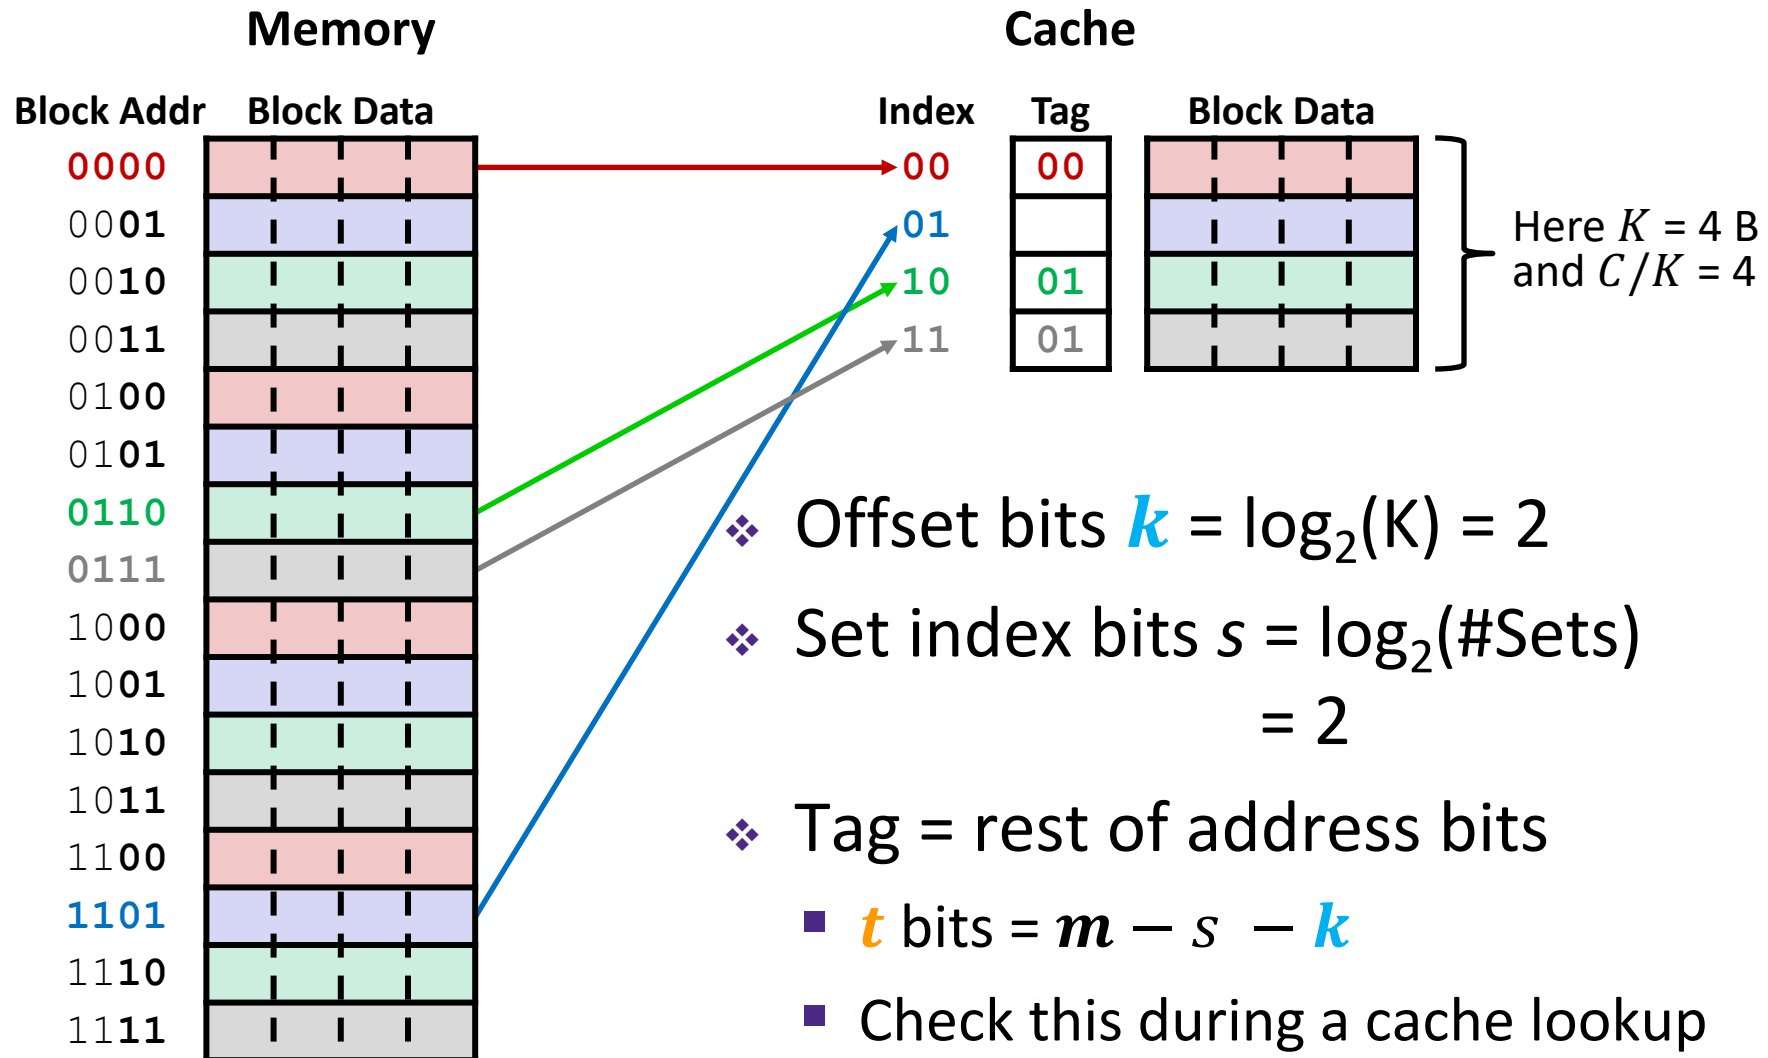 Memory
Cache
Block Addr Block Data
Index Tag Block Data
0000
0001
0010
0011
0100
0101
0110
0111
1000
1001
1010
1011
1100
1101
1110
1111
00 00
01
10 01
11 01
Here K = 4 B
and C/K = 4
❖ Offset bits k = log₂(K) = 2
❖ Set index bits s = log₂(#Sets)
= 2
❖ Tag = rest of address bits
▪ t bits = m − s − k
▪ Check this during a cache lookup